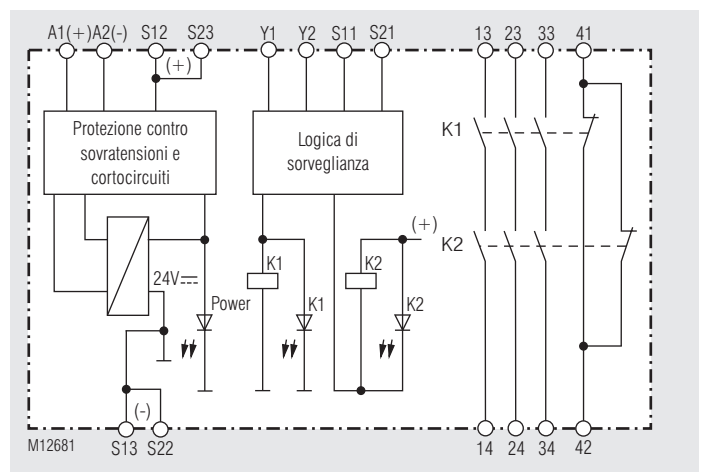 A1(+) A2(-) S12 S23 Y1 Y2 S11 S21 13 23 33 41
(+)
Protezione contro
sovratensioni e
cortocircuiti
Logica di
sorveglianza
K1
K2
(+)
24V
K1
K2
Power
K1
K2
(-)
M12681
S13 S22 14 24 34 42